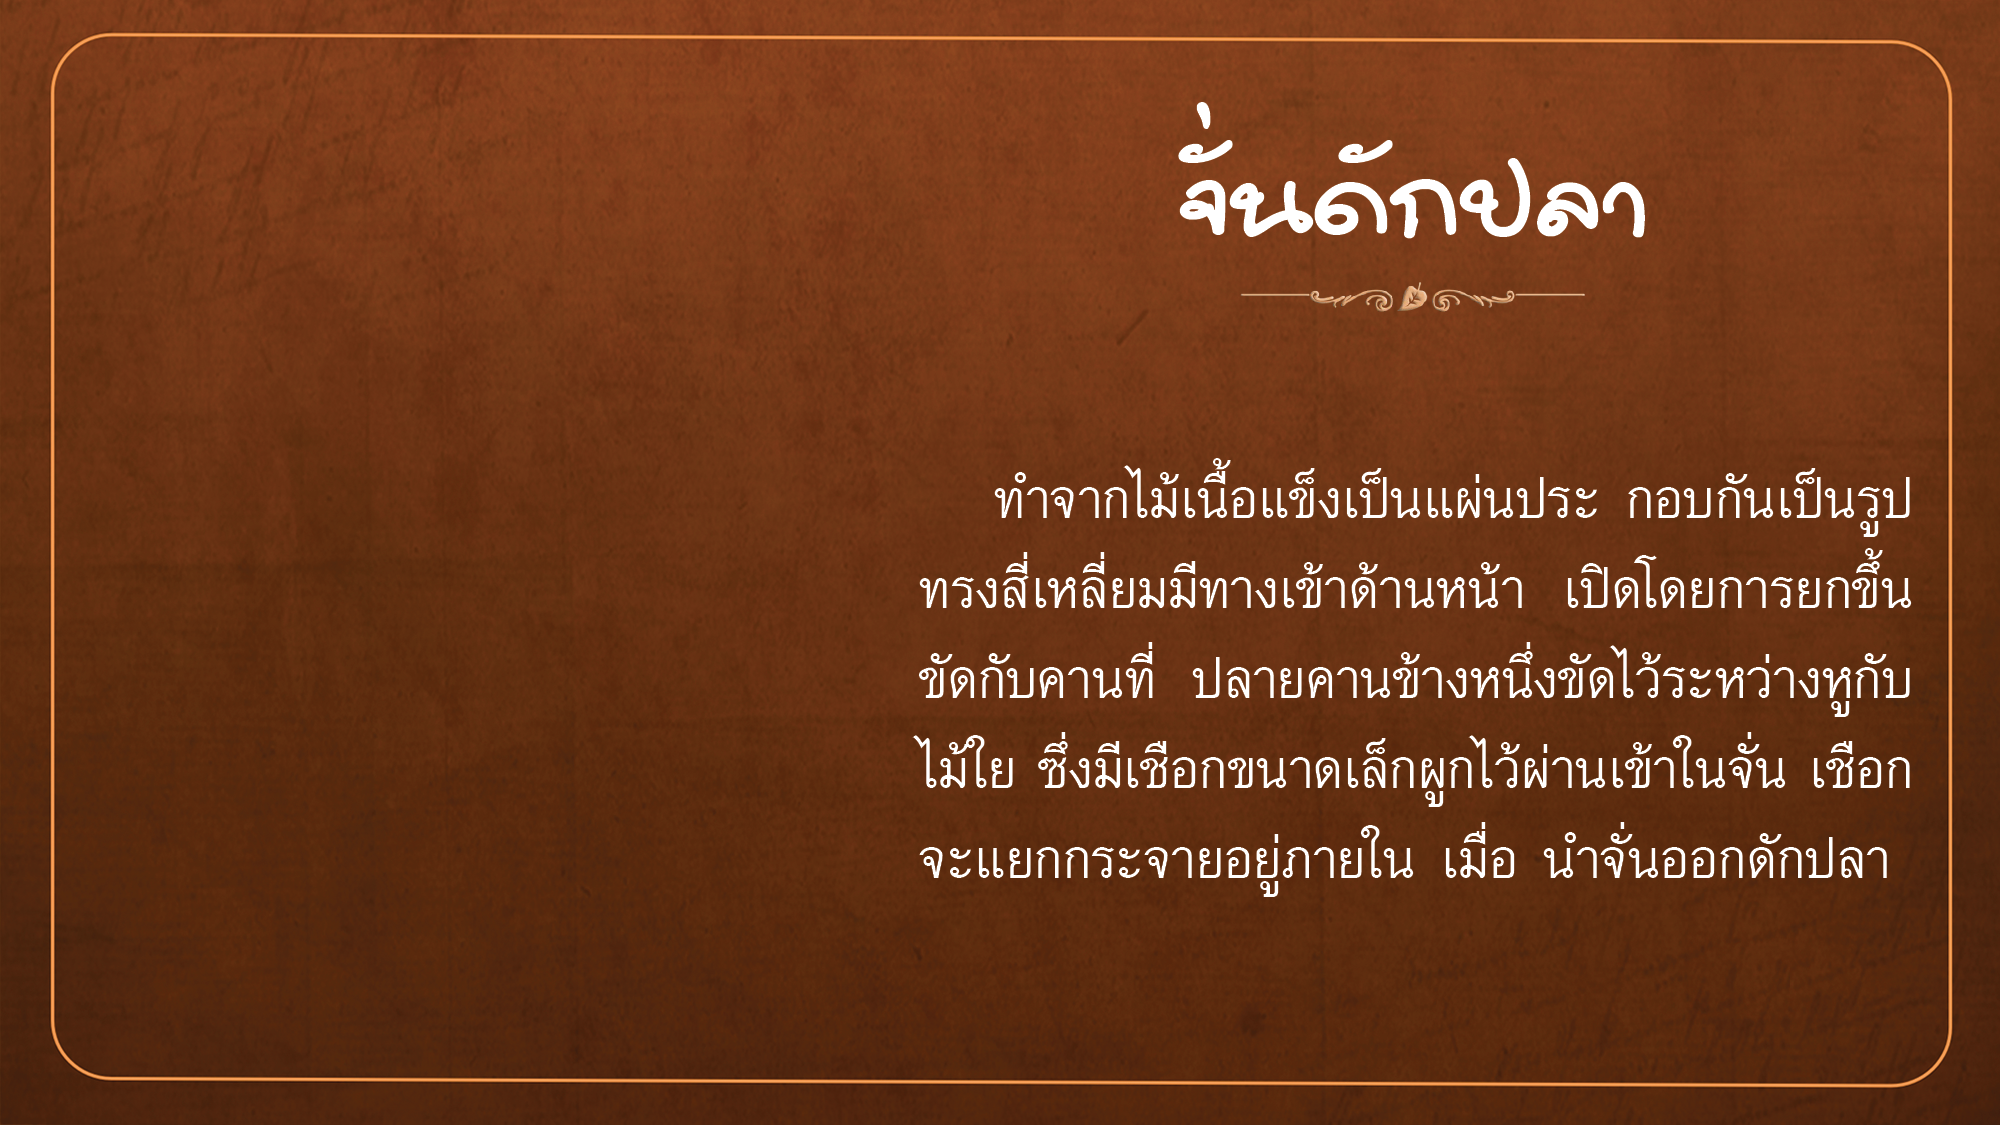 จั่นดักปลา
ทำจากไม้เนื้อแข็งเป็นแผ่นประ กอบกันเป็นรูป
ทรงสี่เหลี่ยมมีทางเข้าด้านหน้า เปิดโดยการยกขึ้น
ขัดกับคานที่ ปลายคานข้างหนึ่งขัดไว้ระหว่างหูกับ
ไม้ใย ซึ่งมีเชือกขนาดเล็กผูกไว้ผ่านเข้าในจั่น เชือก
จะแยกกระจายอยู่ภายใน เมื่อ นำจั่นออกดักปลา